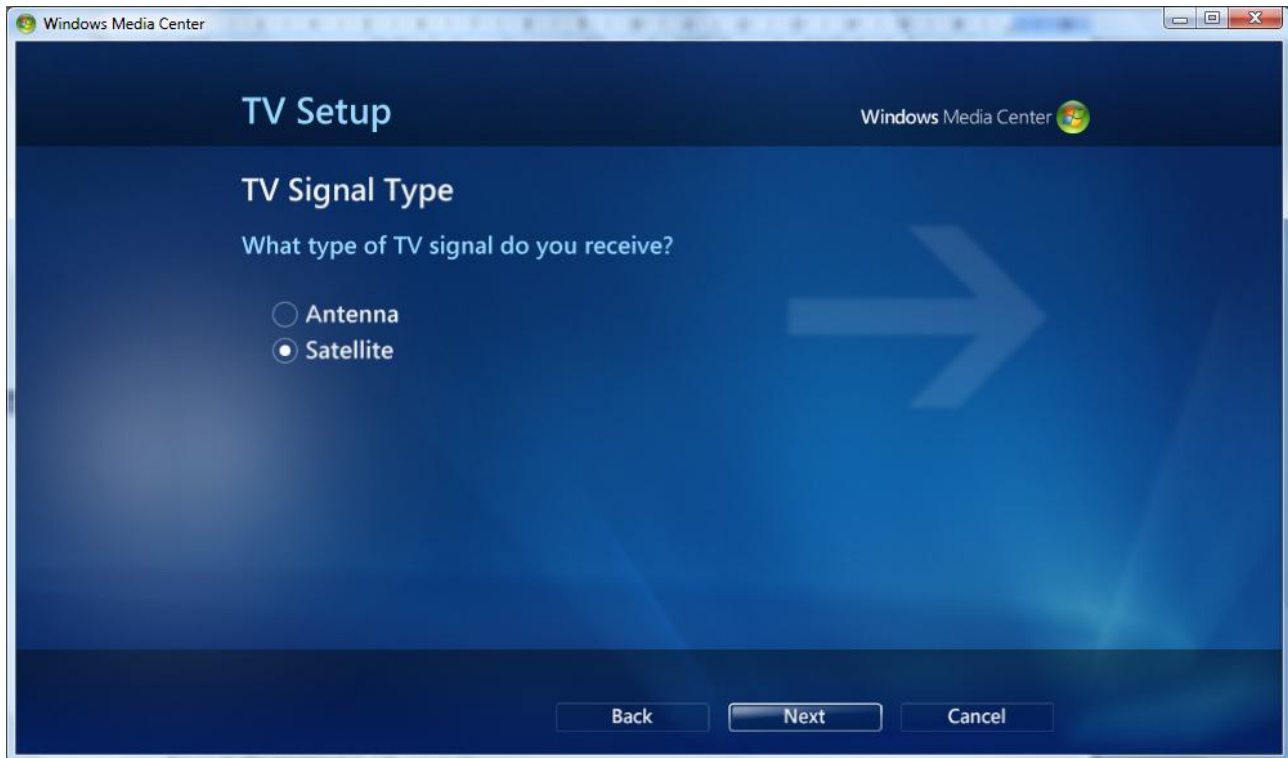 Windows Media Center
TV Setup
Windows Media Center
TV Signal Type
What type of TV signal do you receive?
Antenna
Satellite
Back Next Cancel